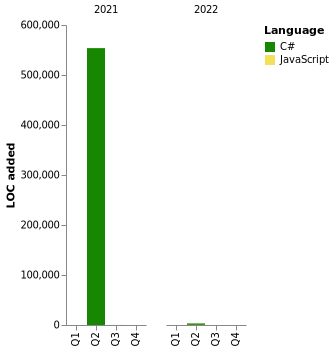 2021 2022
Language
C#
JavaScript
600,000
500,000
400,000
300,000
200,000
100,000
0
LOC added
Q1 Q2 Q3 Q4 Q1 Q2 Q3 Q4